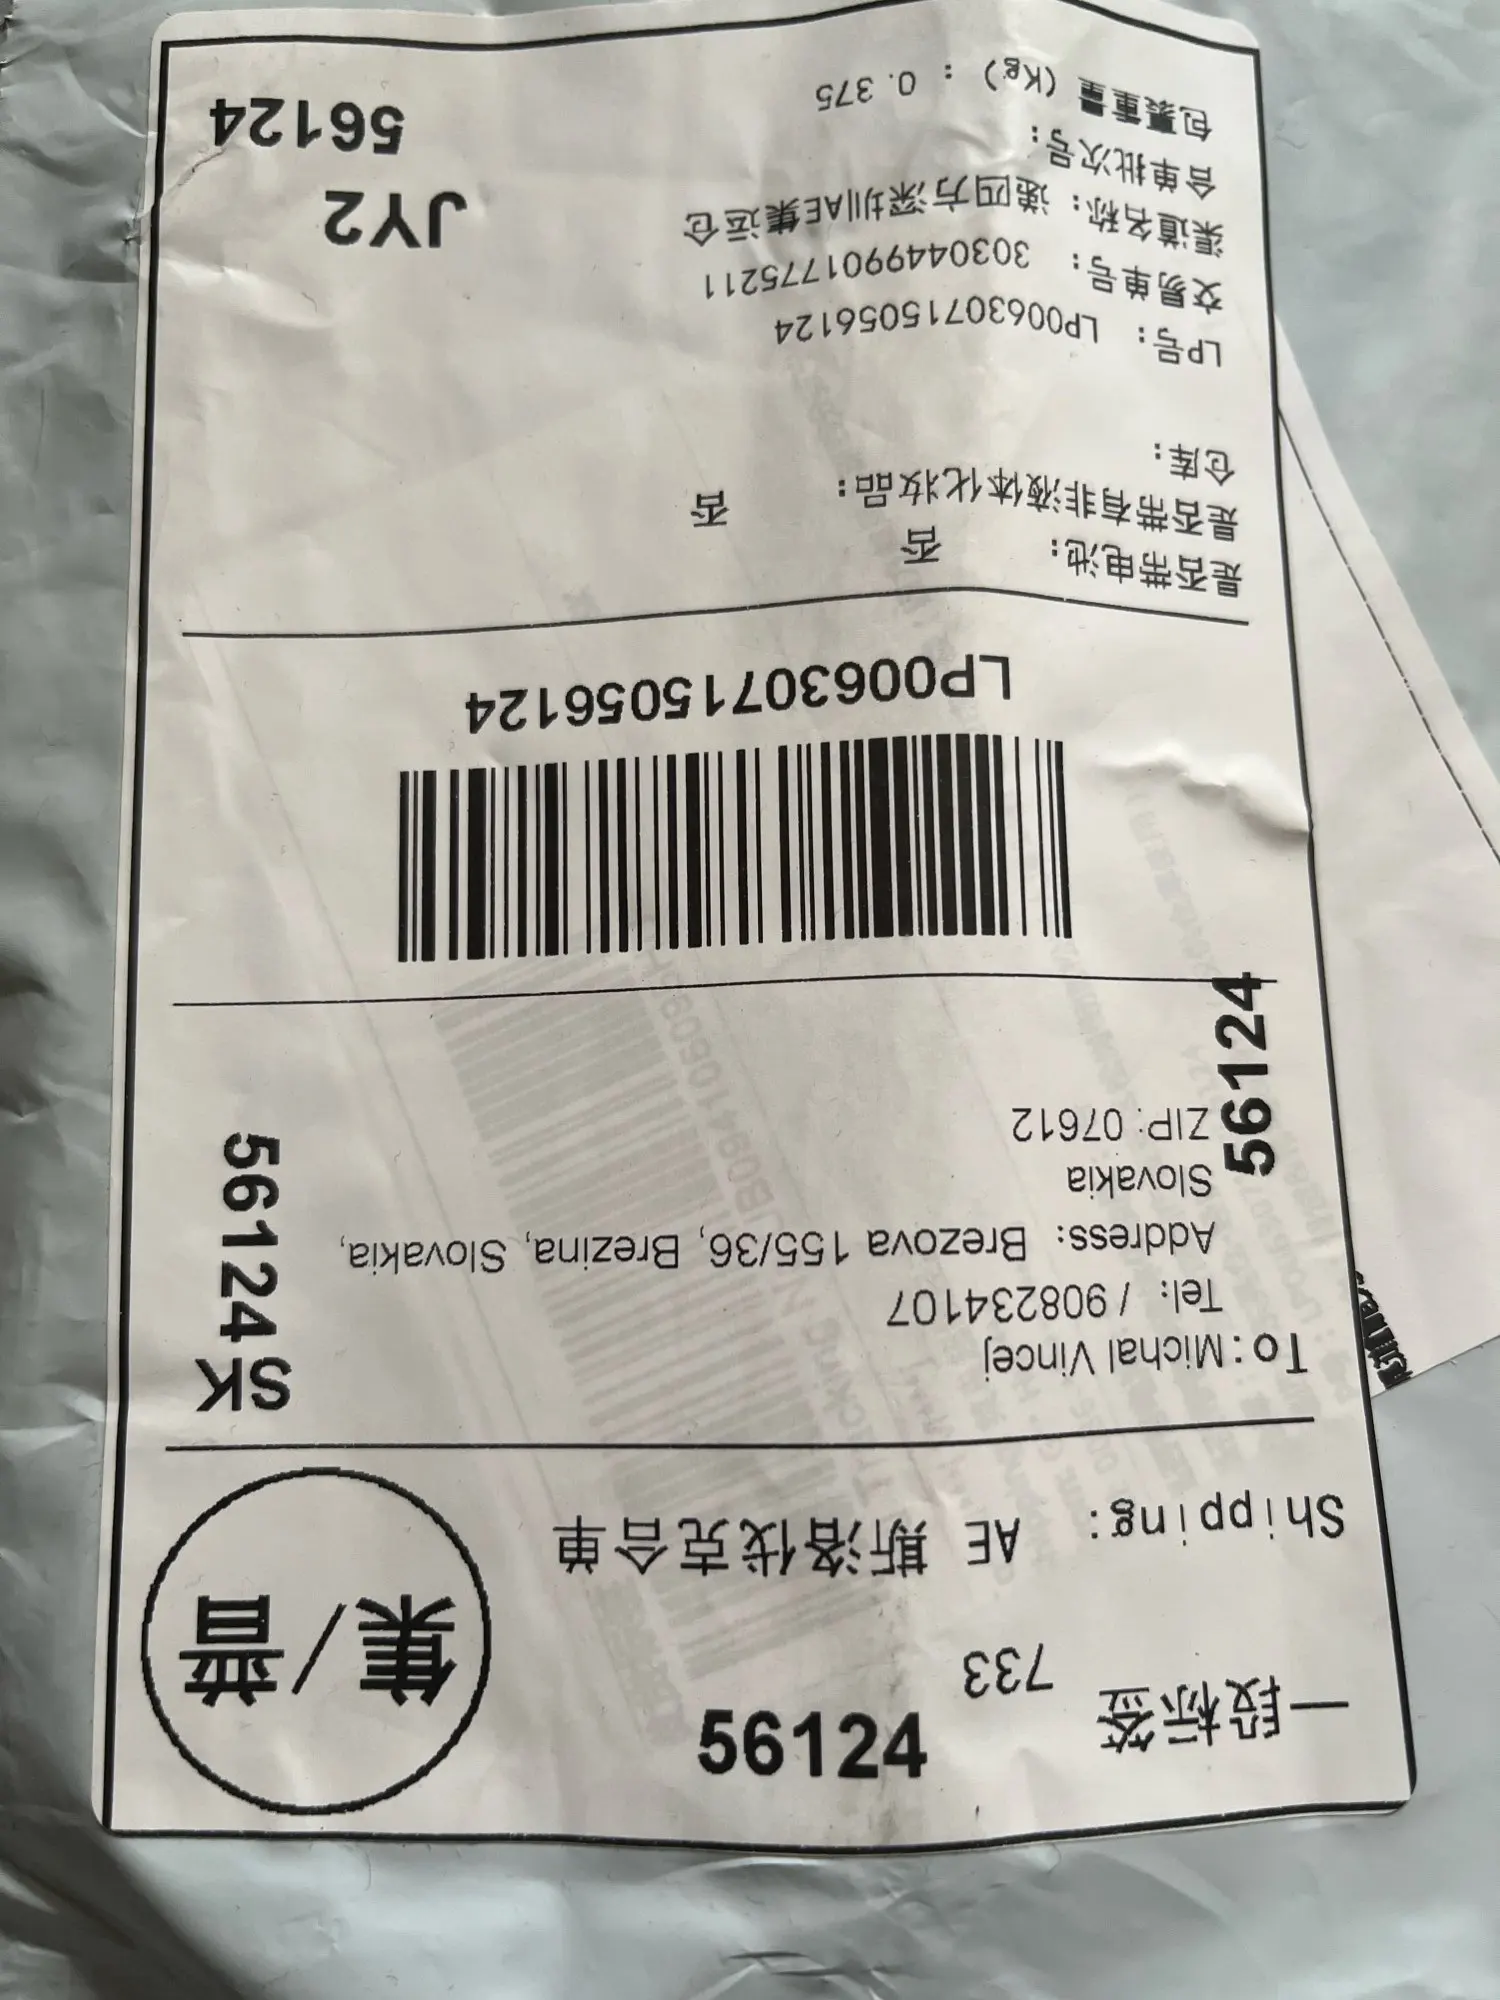 56124
一段标签 733
集/普
Shipping: AE 斯洛伐克合单
To:Michal Vincej
Tel: / 908234107
Address: Brezova 155/36, Brezina, Slovakia,
Slovakia
ZIP: 07612
56124
SK
56124
LP00630715056124
是否带电池: 否
是否带有非液体化妆品: 否
仓库:
LP号: LP00630715056124
交易单号: 3030449901775211
渠道名称: 递四方深圳AE集运仓
合单批次号:
包裹重量 (Kg) : 0.375
JY2
56124